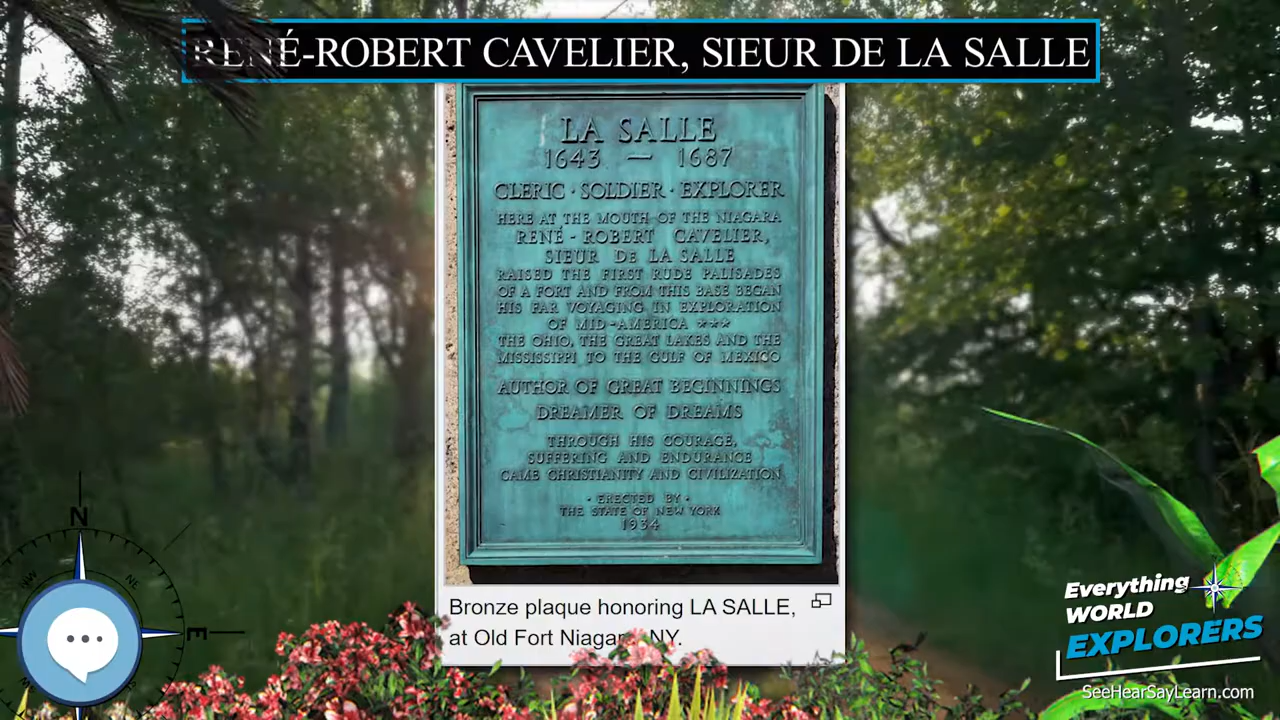 RENÉ-ROBERT CAVELIER, SIEUR DE LA SALLE
LA SALLE
1643 — 1687
CLERIC · SOLDIER · EXPLORER
HERE AT THE MOUTH OF THE NIAGARA
RENÉ - ROBERT CAVELIER,
SIEUR DE LA SALLE
RAISED THE FIRST RUDE PALISADES
OF A FORT AND FROM THIS BASE BEGAN
HIS FAR VOYAGING IN EXPLORATION
OF MID-AMERICA ***
THE OHIO, THE GREAT LAKES AND THE
MISSISSIPPI TO THE GULF OF MEXICO
AUTHOR OF GREAT BEGINNINGS
DREAMER OF DREAMS
THROUGH HIS COURAGE,
SUFFERING AND ENDURANCE
CAME CHRISTIANITY AND CIVILIZATION
· ERECTED BY ·
THE STATE OF NEW YORK
1934
Bronze plaque honoring LA SALLE,
at Old Fort Niagara, NY.
N
NW
NE
E
Everything
WORLD
EXPLORERS
SeeHearSayLearn.com